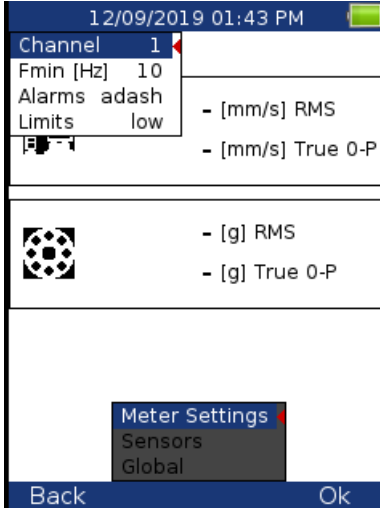 12/09/2019 01:43 PM
Channel 1
Fmin [Hz] 10
Alarms adash
Limits low
- [mm/s] RMS
- [mm/s] True 0-P
- [g] RMS
- [g] True 0-P
Meter Settings
Sensors
Global
Back Ok